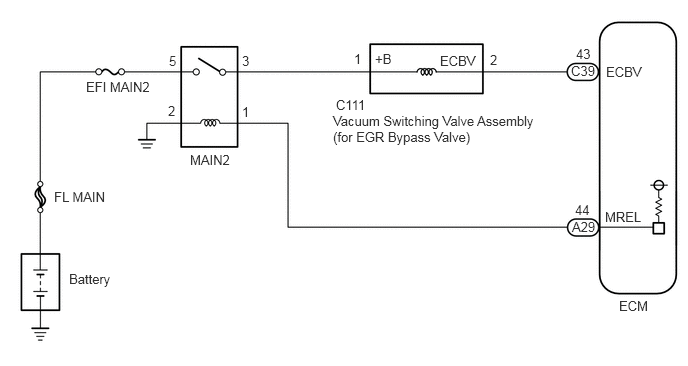 5
3
1
+B
ECBV
2
43
C39
ECBV
EFI MAIN2
2
1
MAIN2
C111
Vacuum Switching Valve Assembly
(for EGR Bypass Valve)
FL MAIN
44
A29
MREL
Battery
ECM